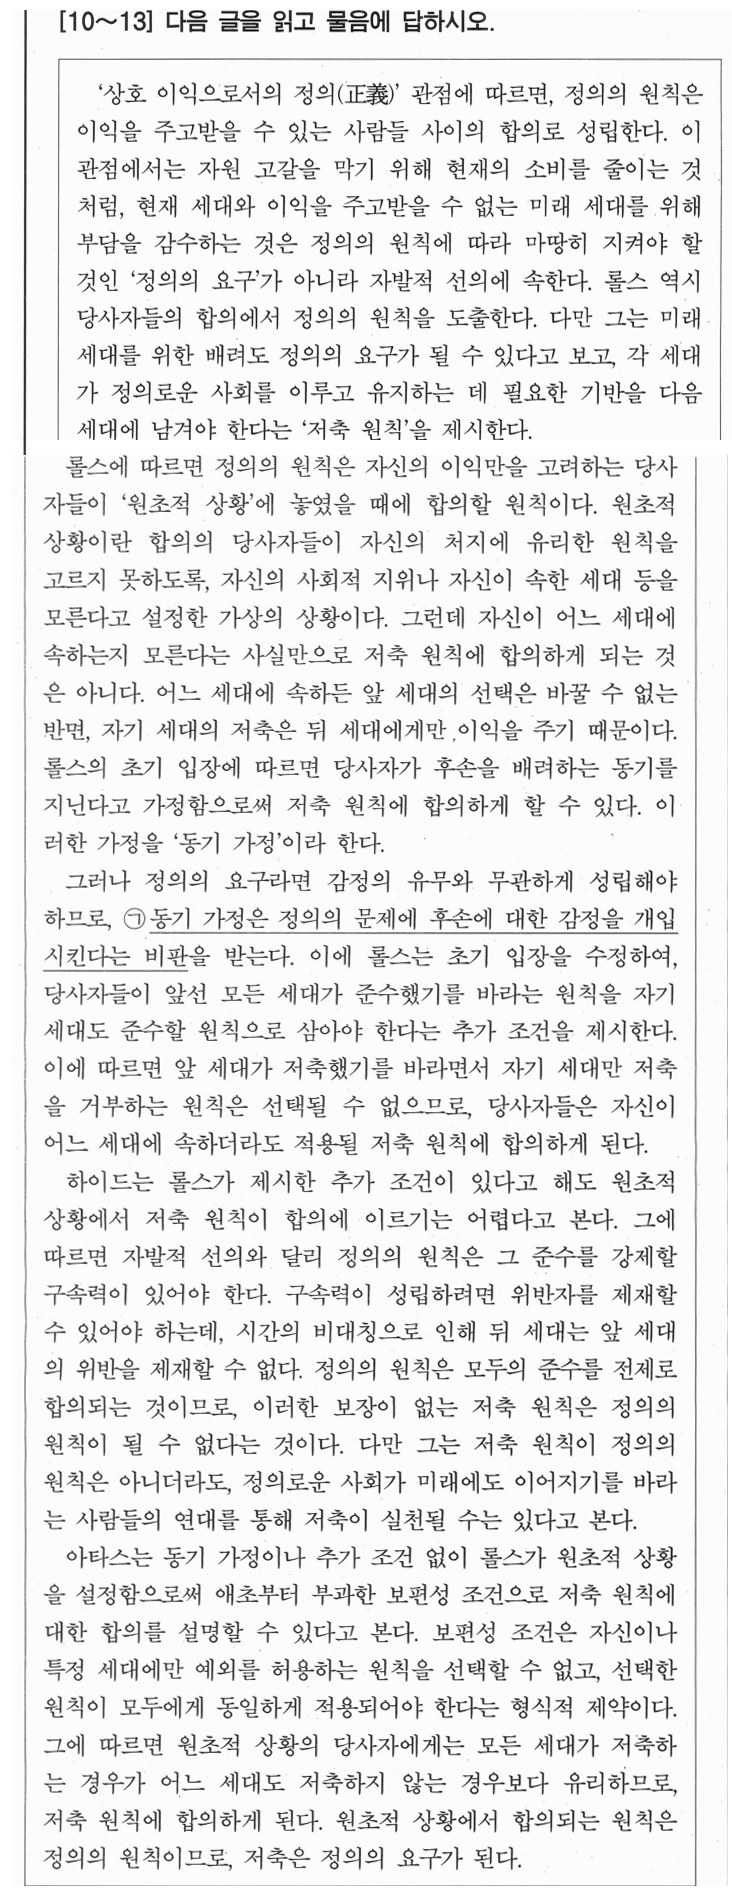 [10～13] 다음 글을 읽고 물음에 답하시오.
‘상호 이익으로서의 정의(正義)’ 관점에 따르면, 정의의 원칙은
이익을 주고받을 수 있는 사람들 사이의 합의로 성립한다. 이
관점에서는 자원 고갈을 막기 위해 현재의 소비를 줄이는 것
처럼, 현재 세대와 이익을 주고받을 수 없는 미래 세대를 위해
부담을 감수하는 것은 정의의 원칙에 따라 마땅히 지켜야 할
것인 ‘정의의 요구’가 아니라 자발적 선의에 속한다. 롤스 역시
당사자들의 합의에서 정의의 원칙을 도출한다. 다만 그는 미래
세대를 위한 배려도 정의의 요구가 될 수 있다고 보고, 각 세대
가 정의로운 사회를 이루고 유지하는 데 필요한 기반을 다음
세대에 남겨야 한다는 ‘저축 원칙’을 제시한다.
롤스에 따르면 정의의 원칙은 자신의 이익만을 고려하는 당사
자들이 ‘원초적 상황’에 놓였을 때에 합의할 원칙이다. 원초적
상황이란 합의의 당사자들이 자신의 처지에 유리한 원칙을
고르지 못하도록, 자신의 사회적 지위나 자신이 속한 세대 등을
모른다고 설정한 가상의 상황이다. 그런데 자신이 어느 세대에
속하는지 모른다는 사실만으로 저축 원칙에 합의하게 되는 것
은 아니다. 어느 세대에 속하든 앞 세대의 선택은 바꿀 수 없는
반면, 자기 세대의 저축은 뒤 세대에게만 이익을 주기 때문이다.
롤스의 초기 입장에 따르면 당사자가 후손을 배려하는 동기를
지닌다고 가정함으로써 저축 원칙에 합의하게 할 수 있다. 이
러한 가정을 ‘동기 가정’이라 한다.
그러나 정의의 요구라면 감정의 유무와 무관하게 성립해야
하므로, ㉠동기 가정은 정의의 문제에 후손에 대한 감정을 개입
시킨다는 비판을 받는다. 이에 롤스는 초기 입장을 수정하여,
당사자들이 앞선 모든 세대가 준수했기를 바라는 원칙을 자기
세대도 준수할 원칙으로 삼아야 한다는 추가 조건을 제시한다.
이에 따르면 앞 세대가 저축했기를 바라면서 자기 세대만 저축
을 거부하는 원칙은 선택될 수 없으므로, 당사자들은 자신이
어느 세대에 속하더라도 적용될 저축 원칙에 합의하게 된다.
하이드는 롤스가 제시한 추가 조건이 있다고 해도 원초적
상황에서 저축 원칙이 합의에 이르기는 어렵다고 본다. 그에
따르면 자발적 선의와 달리 정의의 원칙은 그 준수를 강제할
구속력이 있어야 한다. 구속력이 성립하려면 위반자를 제재할
수 있어야 하는데, 시간의 비대칭으로 인해 뒤 세대는 앞 세대
의 위반을 제재할 수 없다. 정의의 원칙은 모두의 준수를 전제로
합의되는 것이므로, 이러한 보장이 없는 저축 원칙은 정의의
원칙이 될 수 없다는 것이다. 다만 그는 저축 원칙이 정의의
원칙은 아니더라도, 정의로운 사회가 미래에도 이어지기를 바라
는 사람들의 연대를 통해 저축이 실천될 수는 있다고 본다.
아타스는 동기 가정이나 추가 조건 없이 롤스가 원초적 상황
을 설정함으로써 애초부터 부과한 보편성 조건으로 저축 원칙에
대한 합의를 설명할 수 있다고 본다. 보편성 조건은 자신이나
특정 세대에만 예외를 허용하는 원칙을 선택할 수 없고, 선택한
원칙이 모두에게 동일하게 적용되어야 한다는 형식적 제약이다.
그에 따르면 원초적 상황의 당사자에게는 모든 세대가 저축하
는 경우가 어느 세대도 저축하지 않는 경우보다 유리하므로,
저축 원칙에 합의하게 된다. 원초적 상황에서 합의되는 원칙은
정의의 원칙이므로, 저축은 정의의 요구가 된다.